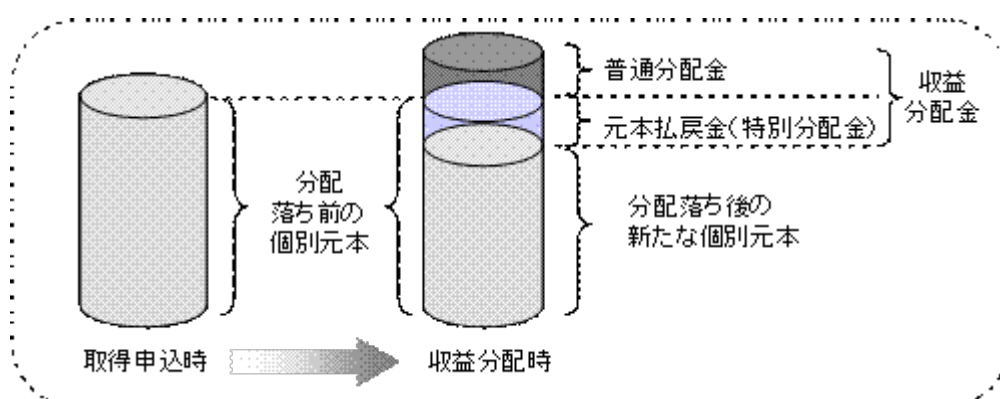 普通分配金
収益
分配金
元本払戻金(特別分配金)
分配
落ち前の
個別元本
分配落ち後の
新たな個別元本
取得申込時
収益分配時